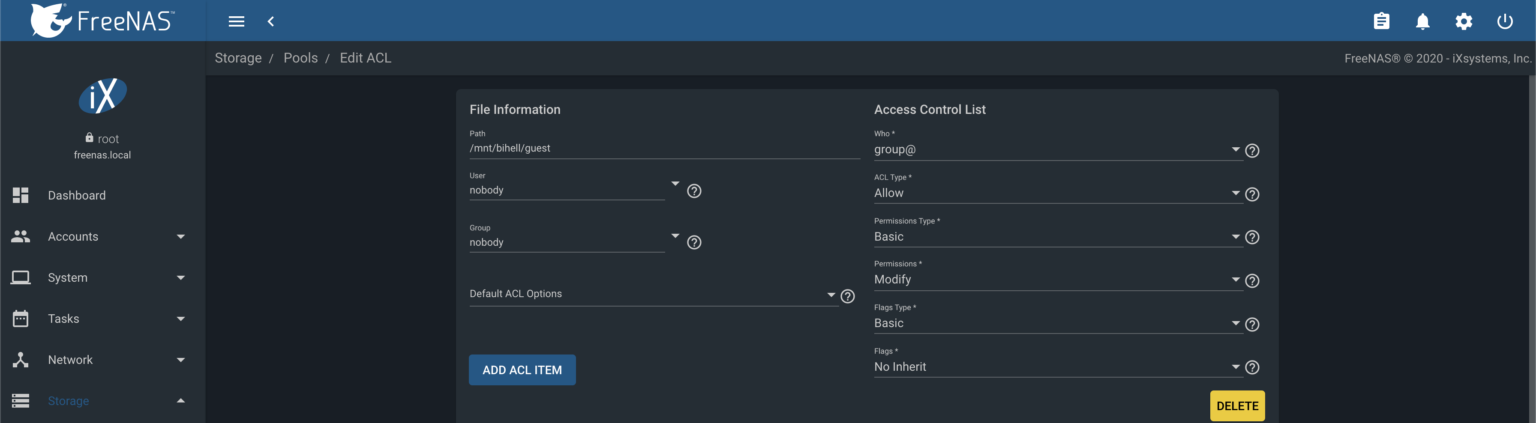 FreeNAS™
Storage / Pools / Edit ACL
FreeNAS® © 2020 - iXsystems, Inc.
iX
root
freenas.local
Dashboard
Accounts
System
Tasks
Network
Storage
File Information
Path
/mnt/bihell/guest
User
nobody
Group
nobody
Default ACL Options
ADD ACL ITEM
Access Control List
Who *
group@
ACL Type *
Allow
Permissions Type *
Basic
Permissions *
Modify
Flags Type *
Basic
Flags *
No Inherit
DELETE